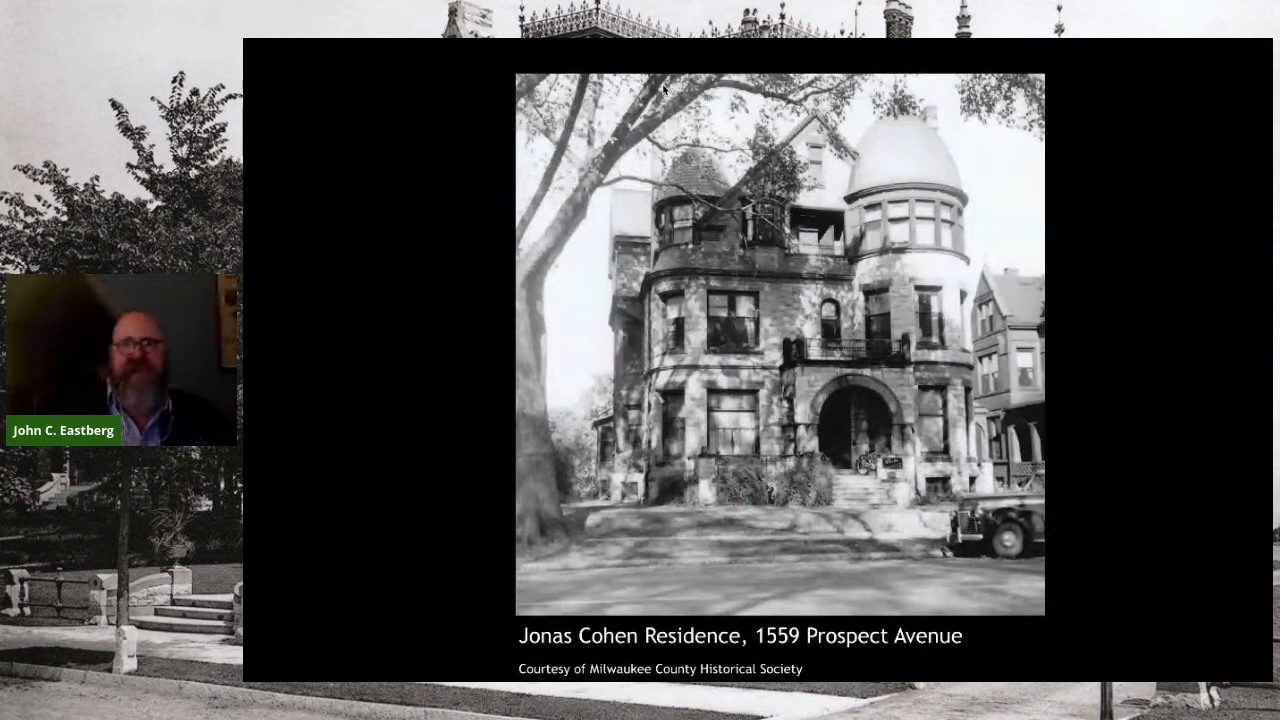 John C. Eastberg
Jonas Cohen Residence, 1559 Prospect Avenue
Courtesy of Milwaukee County Historical Society